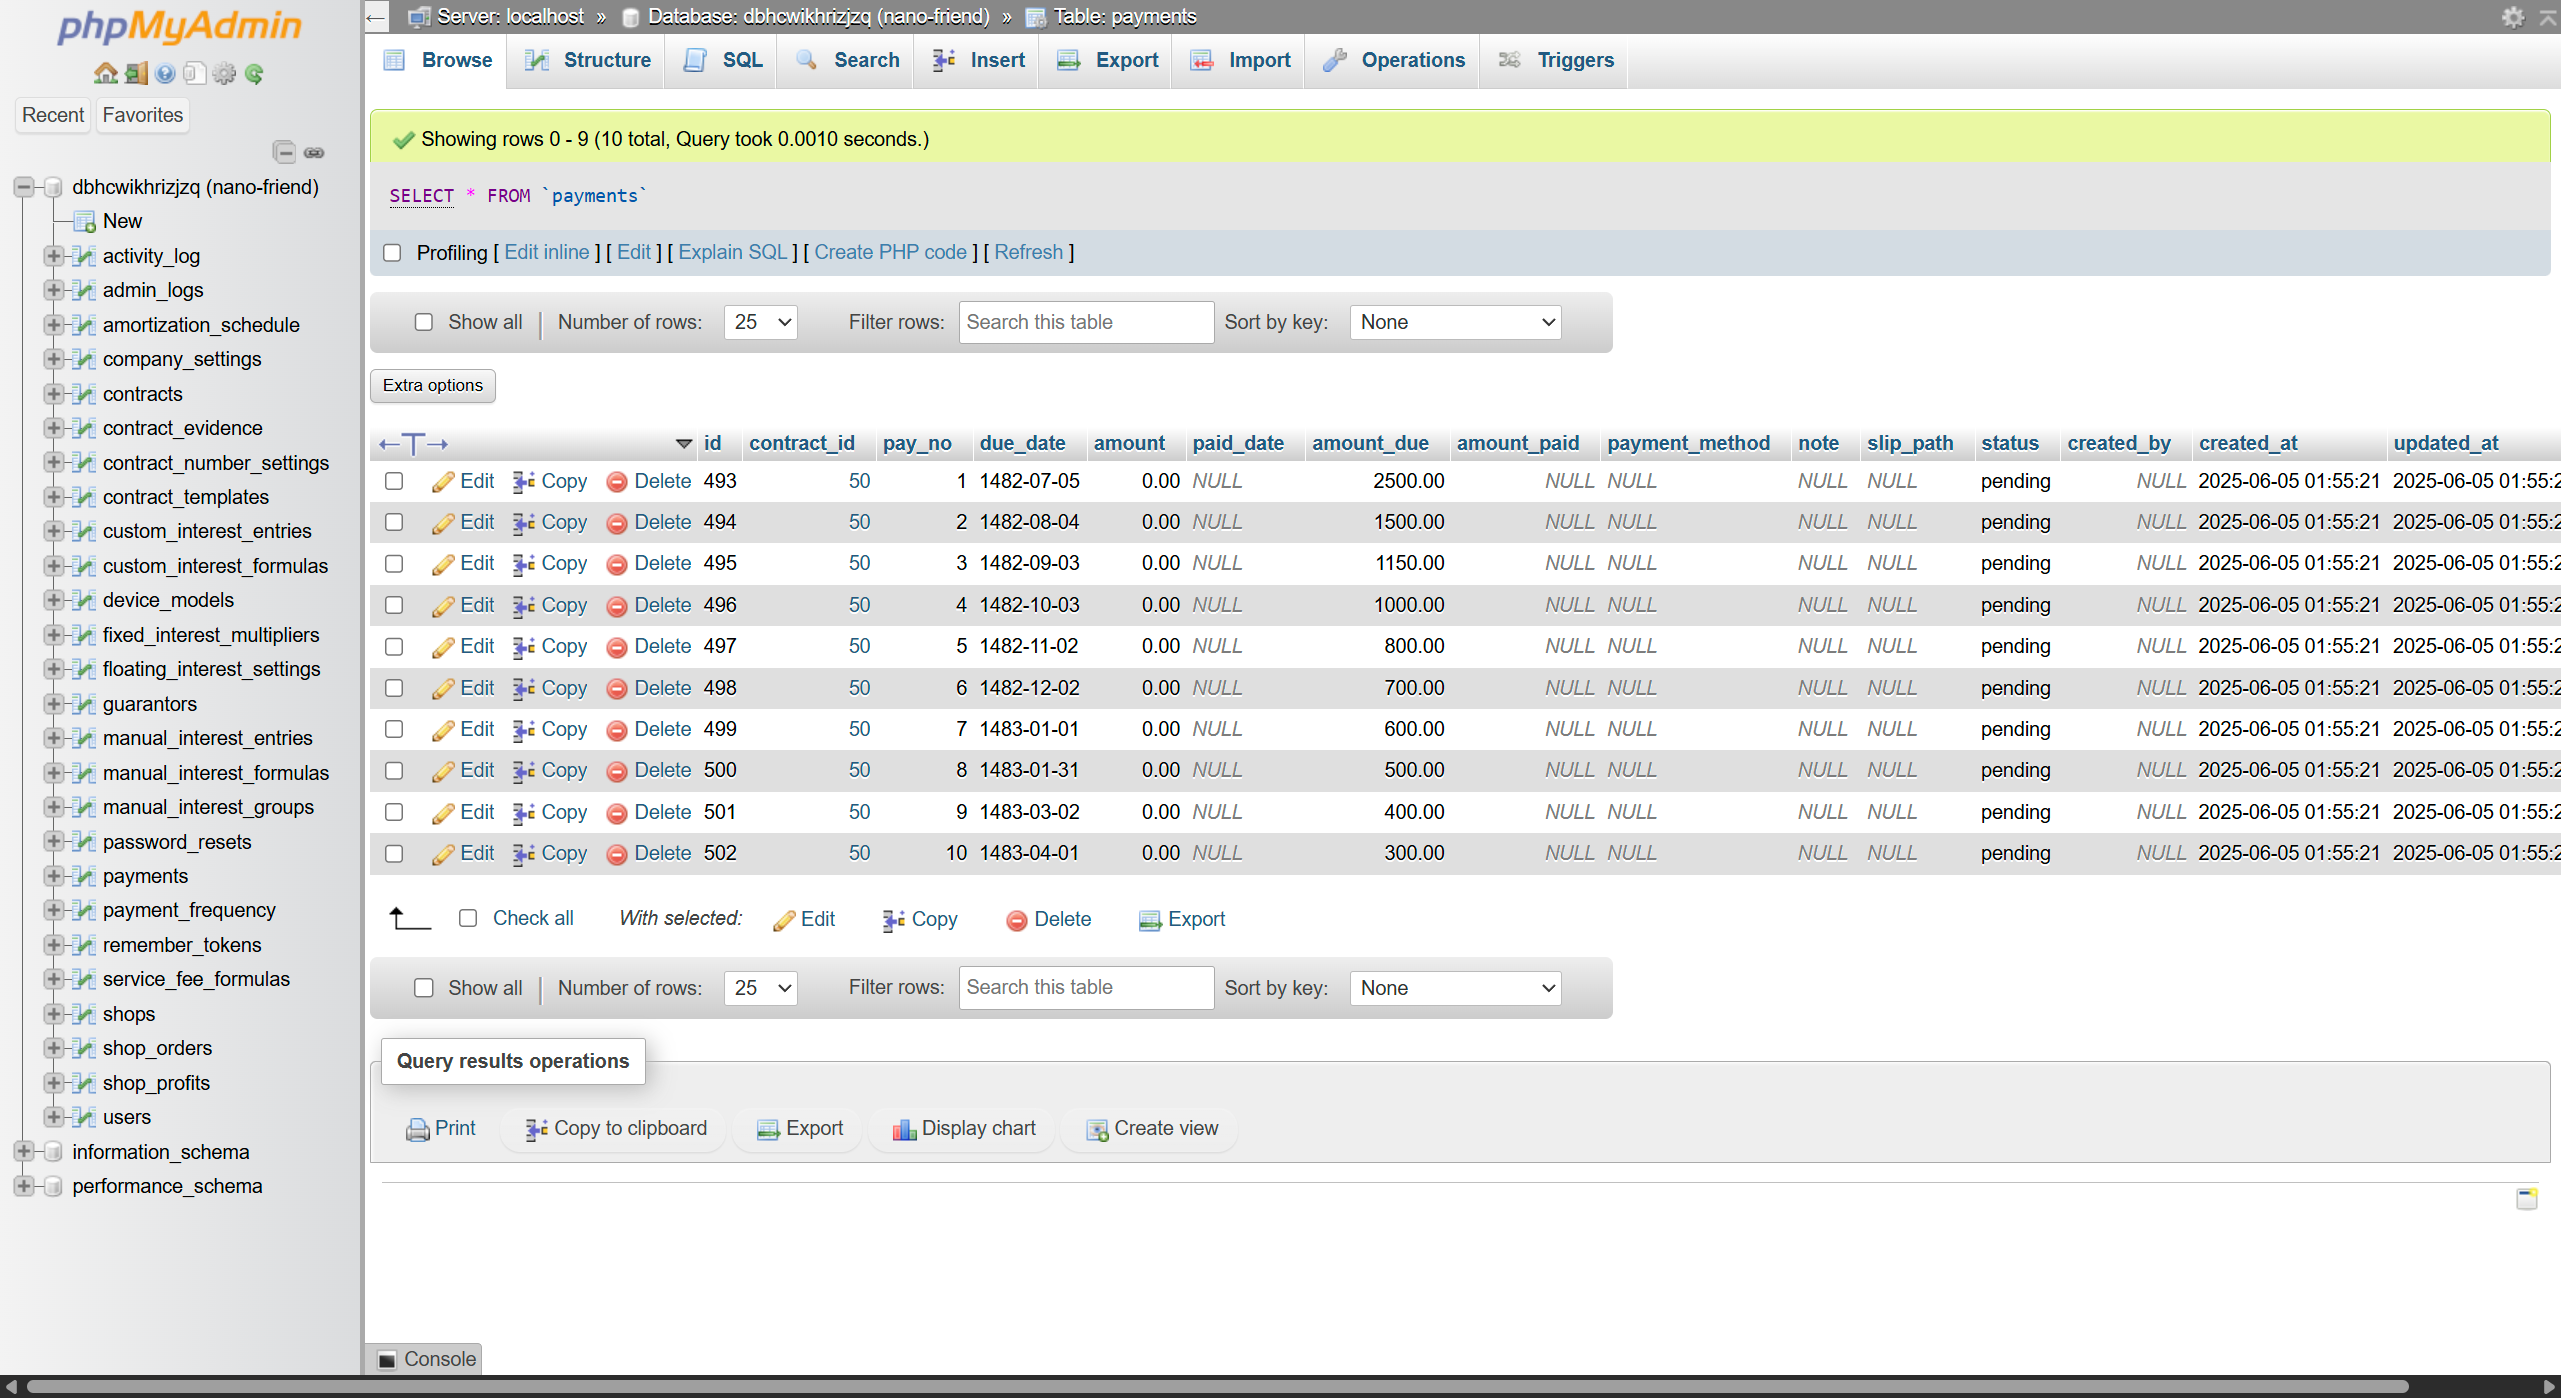 phpMyAdmin
Recent Favorites
dbhcwikhrizjzq (nano-friend)
New
activity_log
admin_logs
amortization_schedule
company_settings
contracts
contract_evidence
contract_number_settings
contract_templates
custom_interest_entries
custom_interest_formulas
device_models
fixed_interest_multipliers
floating_interest_settings
guarantors
manual_interest_entries
manual_interest_formulas
manual_interest_groups
password_resets
payments
payment_frequency
remember_tokens
service_fee_formulas
shops
shop_orders
shop_profits
users
information_schema
performance_schema
Server: localhost » Database: dbhcwikhrizjzq (nano-friend) » Table: payments
Browse Structure SQL Search Insert Export Import Operations Triggers
Showing rows 0 - 9 (10 total, Query took 0.0010 seconds.)
SELECT * FROM `payments`
Profiling [ Edit inline ] [ Edit ] [ Explain SQL ] [ Create PHP code ] [ Refresh ]
Show all Number of rows: 25 Filter rows: Search this table Sort by key: None
Extra options
←T→ id contract_id pay_no due_date amount paid_date amount_due amount_paid payment_method note slip_path status created_by created_at updated_at
Edit Copy Delete 493 50 1 1482-07-05 0.00 NULL 2500.00 NULL NULL NULL NULL pending NULL 2025-06-05 01:55:21 2025-06-05 01:55:2
Edit Copy Delete 494 50 2 1482-08-04 0.00 NULL 1500.00 NULL NULL NULL NULL pending NULL 2025-06-05 01:55:21 2025-06-05 01:55:2
Edit Copy Delete 495 50 3 1482-09-03 0.00 NULL 1150.00 NULL NULL NULL NULL pending NULL 2025-06-05 01:55:21 2025-06-05 01:55:2
Edit Copy Delete 496 50 4 1482-10-03 0.00 NULL 1000.00 NULL NULL NULL NULL pending NULL 2025-06-05 01:55:21 2025-06-05 01:55:2
Edit Copy Delete 497 50 5 1482-11-02 0.00 NULL 800.00 NULL NULL NULL NULL pending NULL 2025-06-05 01:55:21 2025-06-05 01:55:2
Edit Copy Delete 498 50 6 1482-12-02 0.00 NULL 700.00 NULL NULL NULL NULL pending NULL 2025-06-05 01:55:21 2025-06-05 01:55:2
Edit Copy Delete 499 50 7 1483-01-01 0.00 NULL 600.00 NULL NULL NULL NULL pending NULL 2025-06-05 01:55:21 2025-06-05 01:55:2
Edit Copy Delete 500 50 8 1483-01-31 0.00 NULL 500.00 NULL NULL NULL NULL pending NULL 2025-06-05 01:55:21 2025-06-05 01:55:2
Edit Copy Delete 501 50 9 1483-03-02 0.00 NULL 400.00 NULL NULL NULL NULL pending NULL 2025-06-05 01:55:21 2025-06-05 01:55:2
Edit Copy Delete 502 50 10 1483-04-01 0.00 NULL 300.00 NULL NULL NULL NULL pending NULL 2025-06-05 01:55:21 2025-06-05 01:55:2
Check all With selected: Edit Copy Delete Export
Show all Number of rows: 25 Filter rows: Search this table Sort by key: None
Query results operations
Print Copy to clipboard Export Display chart Create view
Console